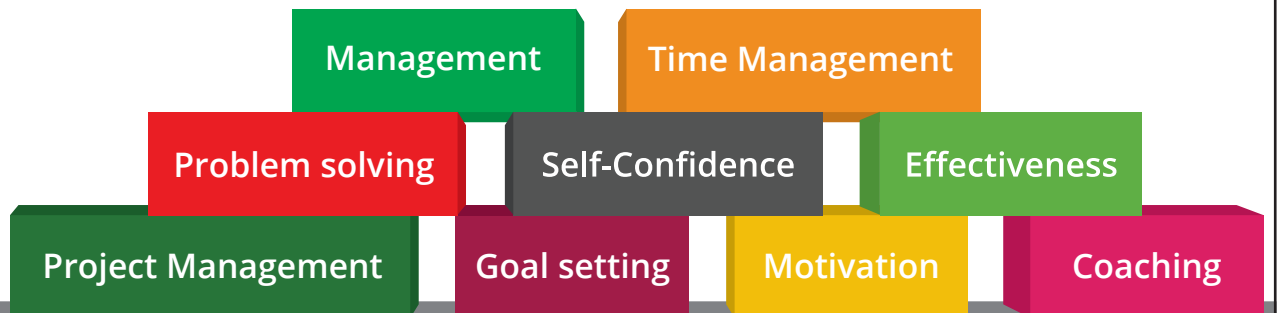 Management
Time Management
Problem solving
Self-Confidence
Effectiveness
Project Management
Goal setting
Motivation
Coaching